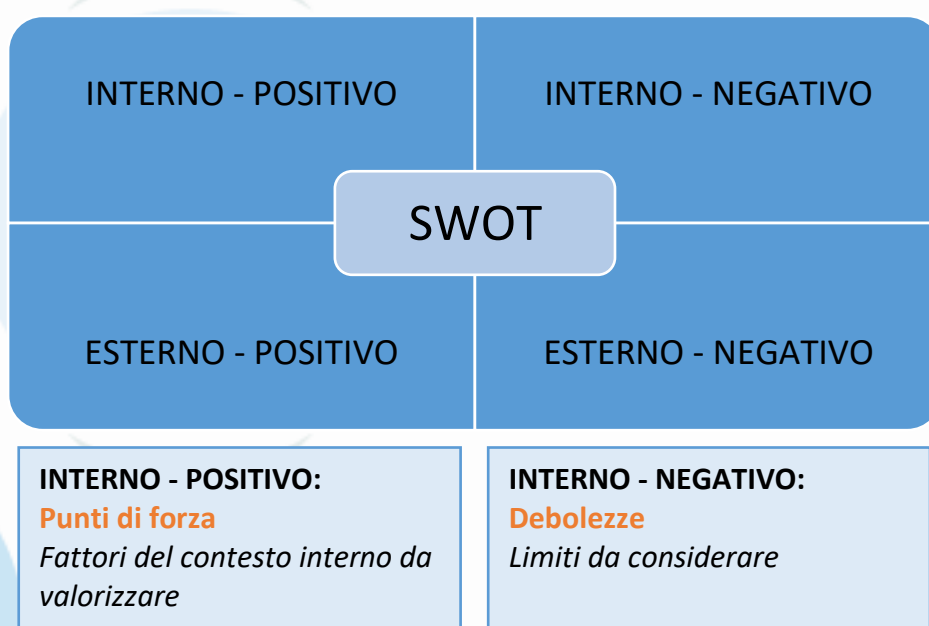 INTERNO - POSITIVO
INTERNO - NEGATIVO
SWOT
ESTERNO - POSITIVO
ESTERNO - NEGATIVO
INTERNO - POSITIVO:
Punti di forza
Fattori del contesto interno da
valorizzare
INTERNO - NEGATIVO:
Debolezze
Limiti da considerare